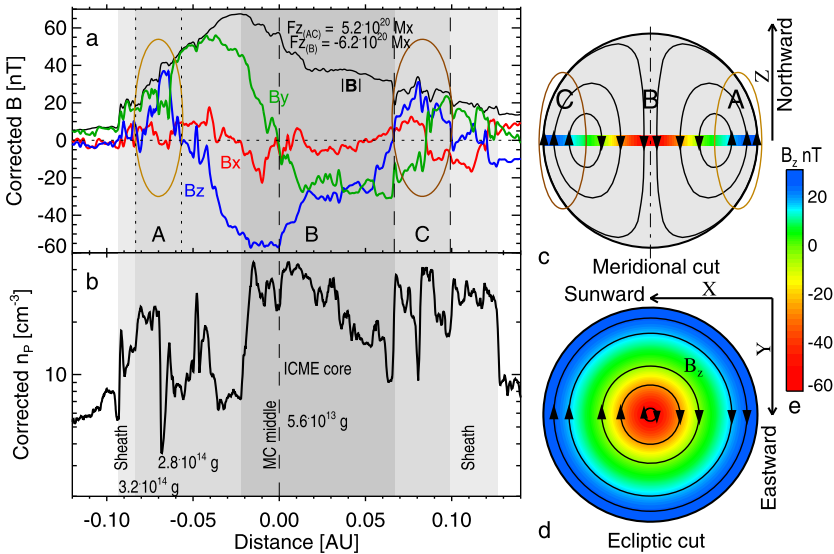 a
Fz(AC) = 5.2·10^20 Mx
Fz(B) = -6.2·10^20 Mx
|B|
By
Bx
Bz
A
B
C
Corrected B [nT]
60
40
20
0
-20
-40
-60
b
Corrected nP [cm-3]
10
Sheath
3.2·10^14 g
2.8·10^14 g
MC middle
ICME core
5.6·10^13 g
Sheath
-0.10
-0.05
0.00
0.05
0.10
Distance [AU]
C
B
A
Z
Northward
c
Meridional cut
Sunward
X
Y
Eastward
Bz
d
Ecliptic cut
Bz nT
20
0
-20
-40
-60
e